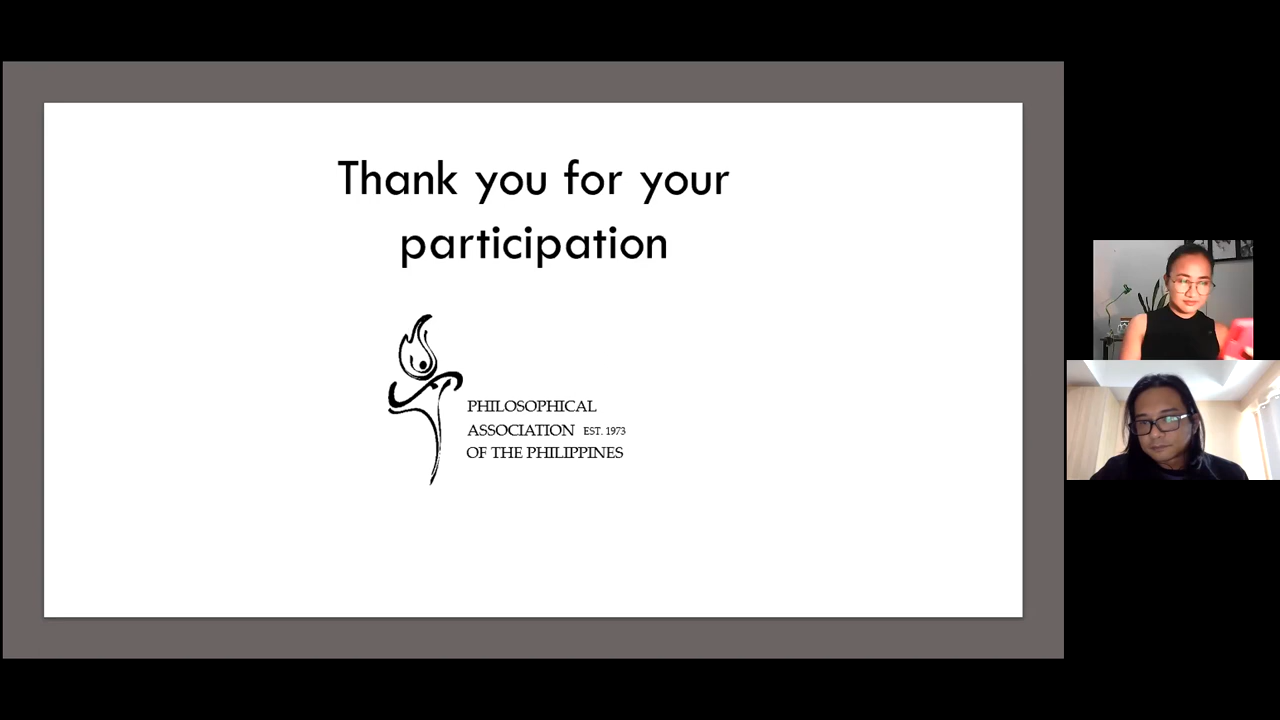 Thank you for your
participation
PHILOSOPHICAL
ASSOCIATION EST. 1973
OF THE PHILIPPINES